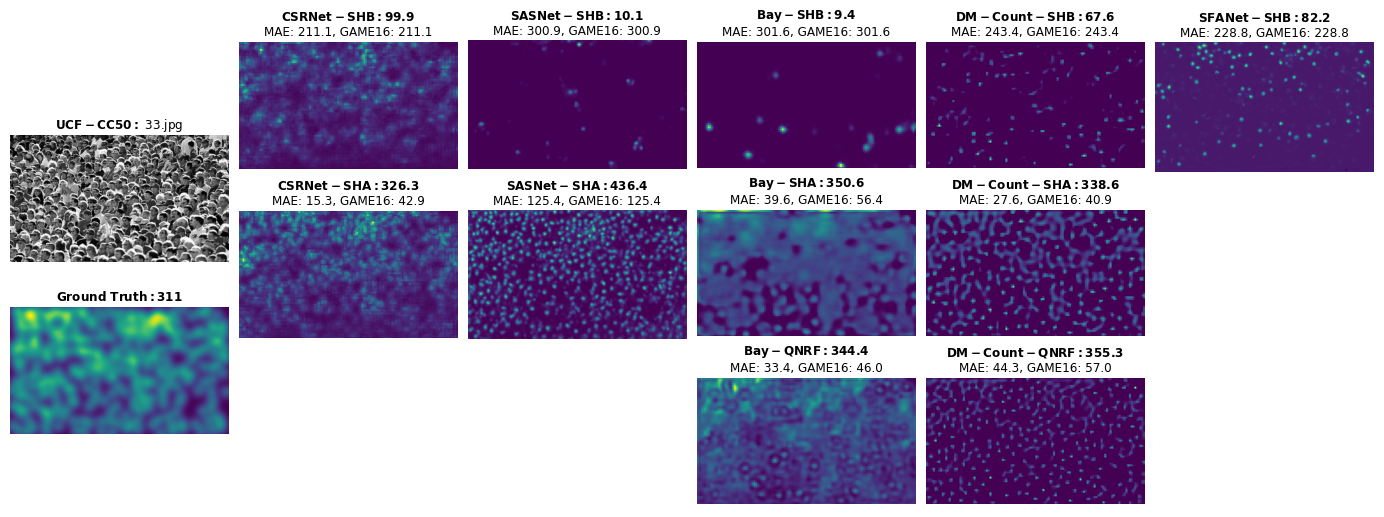 UCF − CC50 : 33.jpg
Ground Truth : 311
CSRNet − SHB : 99.9
MAE: 211.1, GAME16: 211.1
SASNet − SHB : 10.1
MAE: 300.9, GAME16: 300.9
Bay − SHB : 9.4
MAE: 301.6, GAME16: 301.6
DM − Count − SHB : 67.6
MAE: 243.4, GAME16: 243.4
SFANet − SHB : 82.2
MAE: 228.8, GAME16: 228.8
CSRNet − SHA : 326.3
MAE: 15.3, GAME16: 42.9
SASNet − SHA : 436.4
MAE: 125.4, GAME16: 125.4
Bay − SHA : 350.6
MAE: 39.6, GAME16: 56.4
DM − Count − SHA : 338.6
MAE: 27.6, GAME16: 40.9
Bay − QNRF : 344.4
MAE: 33.4, GAME16: 46.0
DM − Count − QNRF : 355.3
MAE: 44.3, GAME16: 57.0